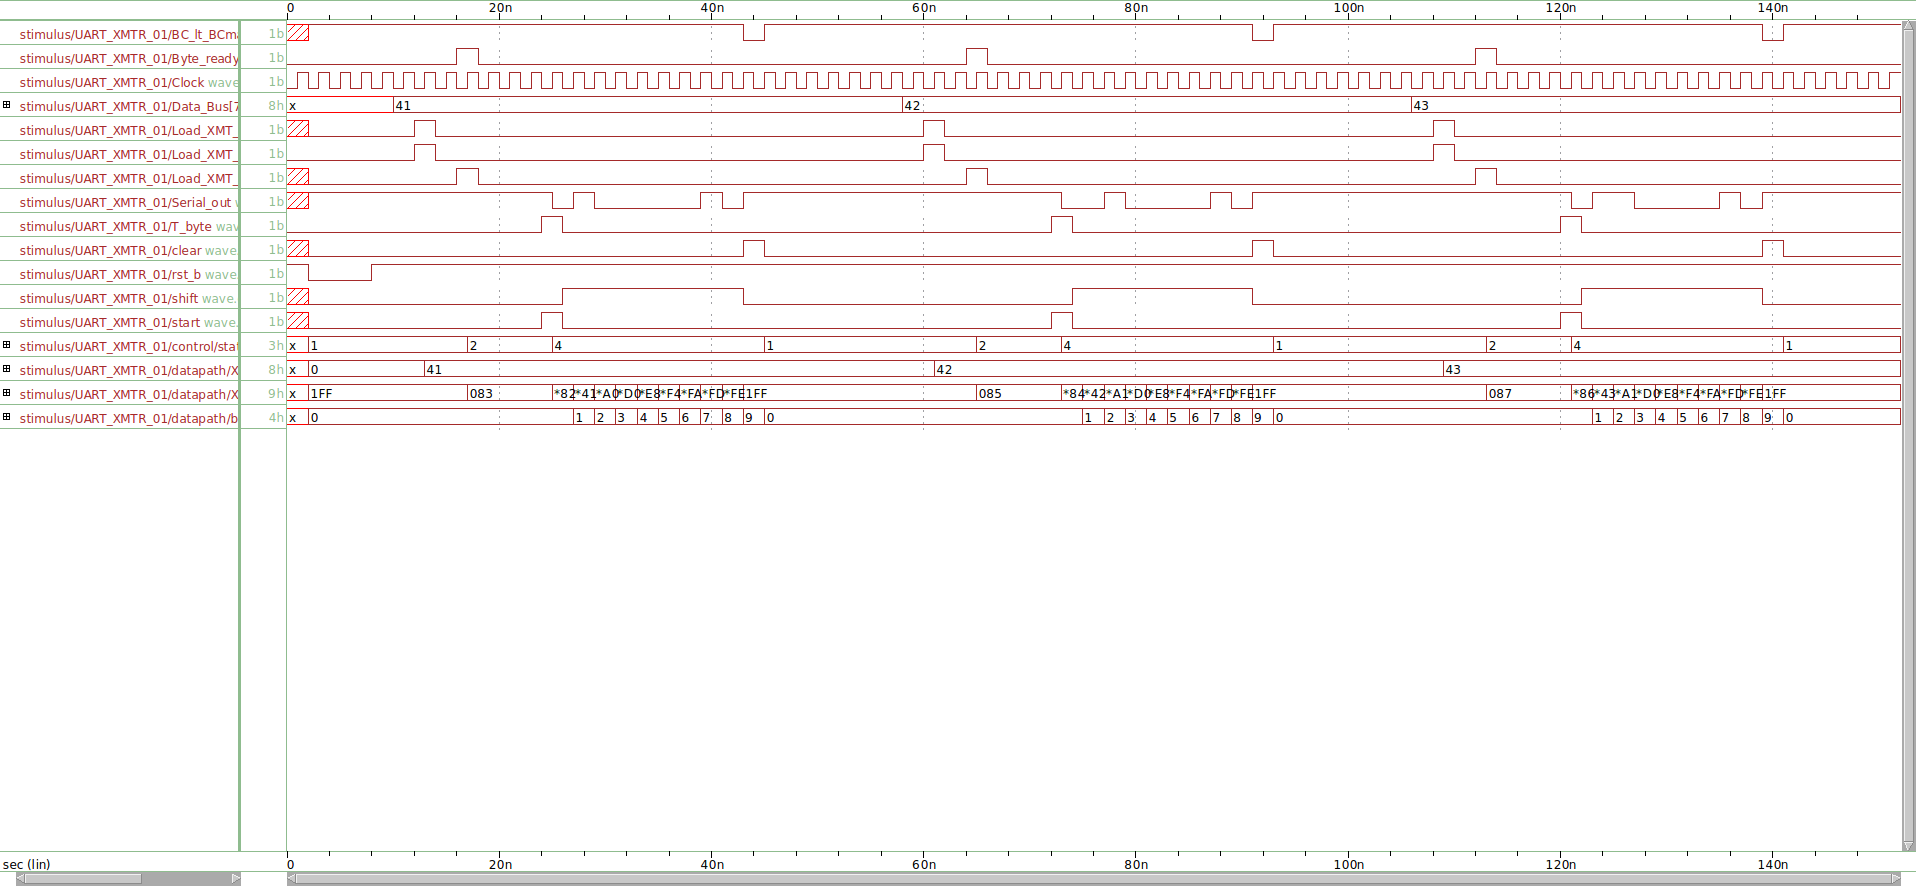 0 20n 40n 60n 80n 100n 120n 140n
stimulus/UART_XMTR_01/BC_lt_BCm 1b
stimulus/UART_XMTR_01/Byte_ready 1b
stimulus/UART_XMTR_01/Clock wave 1b
stimulus/UART_XMTR_01/Data_Bus[7 8h x 41 42 43
stimulus/UART_XMTR_01/Load_XMT_ 1b
stimulus/UART_XMTR_01/Load_XMT_ 1b
stimulus/UART_XMTR_01/Load_XMT_ 1b
stimulus/UART_XMTR_01/Serial_out w 1b
stimulus/UART_XMTR_01/T_byte wav 1b
stimulus/UART_XMTR_01/clear wave 1b
stimulus/UART_XMTR_01/rst_b wave 1b
stimulus/UART_XMTR_01/shift wave. 1b
stimulus/UART_XMTR_01/start wave. 1b
stimulus/UART_XMTR_01/control/sta 3h x 1 2 4 1 2 4 1 2 4 1
stimulus/UART_XMTR_01/datapath/X 8h x 0 41 42 43
stimulus/UART_XMTR_01/datapath/X 9h x 1FF 083 *82 *41 *A0 *D0 *E8 *F4 *FA *FD *FE 1FF 085 *84 *42 *A1 *D0 *E8 *F4 *FA *FD *FE 1FF 087 *86 *43 *A1 *D0 *E8 *F4 *FA *FD *FE 1FF
stimulus/UART_XMTR_01/datapath/b 4h x 0 1 2 3 4 5 6 7 8 9 0 1 2 3 4 5 6 7 8 9 0 1 2 3 4 5 6 7 8 9 0
sec (lin) 0 20n 40n 60n 80n 100n 120n 140n